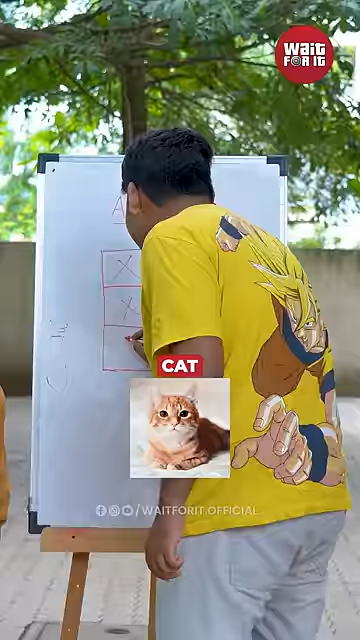 Wait
FOR IT
A
X
X
CAT
/WAITFORIT.OFFICIAL